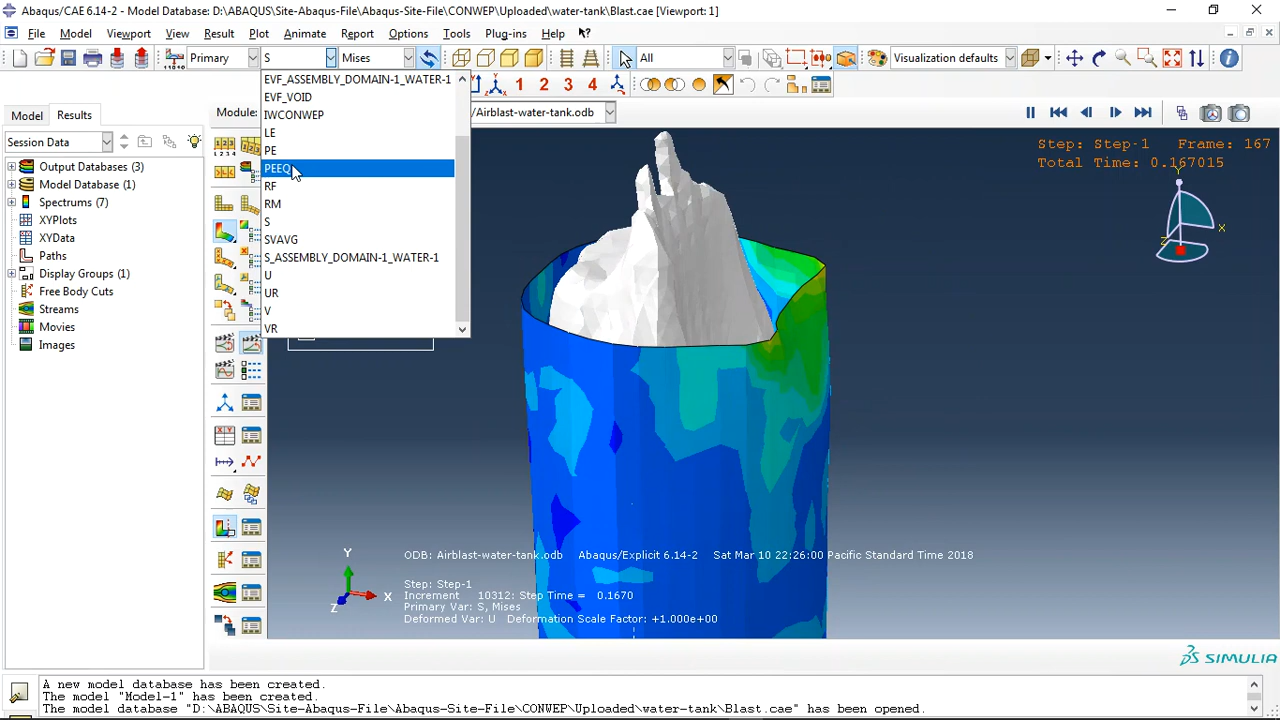 Abaqus/CAE 6.14-2 - Model Database: D:\ABAQUS\Site-Abaqus-File\Abaqus-Site-File\CONWEP\Uploaded\water-tank\Blast.cae [Viewport: 1]
File Model Viewport View Result Plot Animate Report Options Tools Plug-ins Help
Primary S Mises All Visualization defaults
1 2 3 4
Model Results
Module: /Airblast-water-tank.odb
Session Data
Output Databases (3)
Model Database (1)
Spectrums (7)
XYPlots
XYData
Paths
Display Groups (1)
Free Body Cuts
Streams
Movies
Images
EVF_ASSEMBLY_DOMAIN-1_WATER-1
EVF_VOID
IWCONWEP
LE
PE
PEEQ
RF
RM
S
SVAVG
S_ASSEMBLY_DOMAIN-1_WATER-1
U
UR
V
VR
Step: Step-1 Frame: 167
Total Time: 0.167015
Y
X
Z
Y
X
Z
ODB: Airblast-water-tank.odb Abaqus/Explicit 6.14-2 Sat Mar 10 22:26:00 Pacific Standard Time 2018
Step: Step-1
Increment 10312: Step Time = 0.1670
Primary Var: S, Mises
Deformed Var: U Deformation Scale Factor: +1.000e+00
SIMULIA
A new model database has been created.
The model "Model-1" has been created.
The model database "D:\ABAQUS\Site-Abaqus-File\Abaqus-Site-File\CONWEP\Uploaded\water-tank\Blast.cae" has been opened.